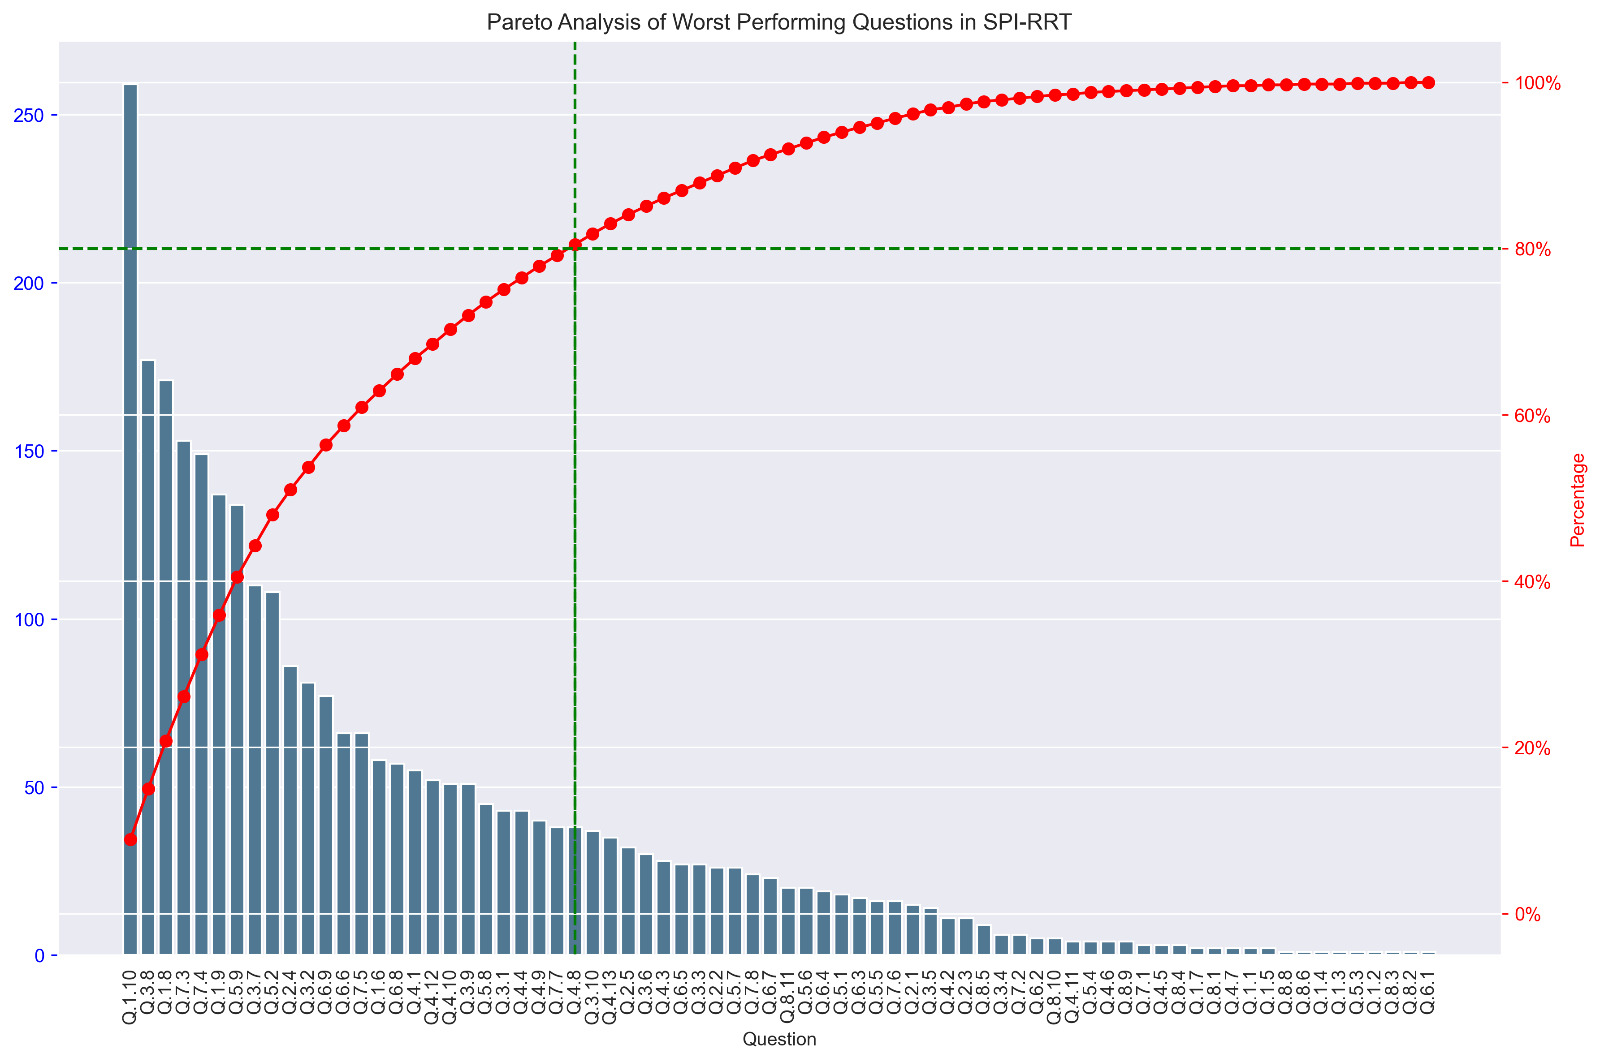 Pareto Analysis of Worst Performing Questions in SPI-RRT
250
200
150
100
50
0
100%
80%
60%
40%
20%
0%
Percentage
Q.1.10
Q.3.8
Q.1.8
Q.7.3
Q.7.4
Q.1.9
Q.5.9
Q.3.7
Q.5.2
Q.2.4
Q.3.2
Q.6.9
Q.6.6
Q.7.5
Q.1.6
Q.6.8
Q.4.1
Q.4.12
Q.4.10
Q.3.9
Q.5.8
Q.3.1
Q.4.4
Q.4.9
Q.7.7
Q.4.8
Q.3.10
Q.4.13
Q.2.5
Q.3.6
Q.4.3
Q.6.5
Q.3.3
Q.2.2
Q.5.7
Q.7.8
Q.6.7
Q.8.11
Q.5.6
Q.6.4
Q.5.1
Q.6.3
Q.5.5
Q.7.6
Q.2.1
Q.3.5
Q.4.2
Q.2.3
Q.8.5
Q.3.4
Q.7.2
Q.6.2
Q.8.10
Q.4.11
Q.5.4
Q.4.6
Q.8.9
Q.7.1
Q.4.5
Q.8.4
Q.1.7
Q.8.1
Q.4.7
Q.1.1
Q.1.5
Q.8.8
Q.8.6
Q.1.4
Q.1.3
Q.5.3
Q.1.2
Q.8.3
Q.8.2
Q.6.1
Question